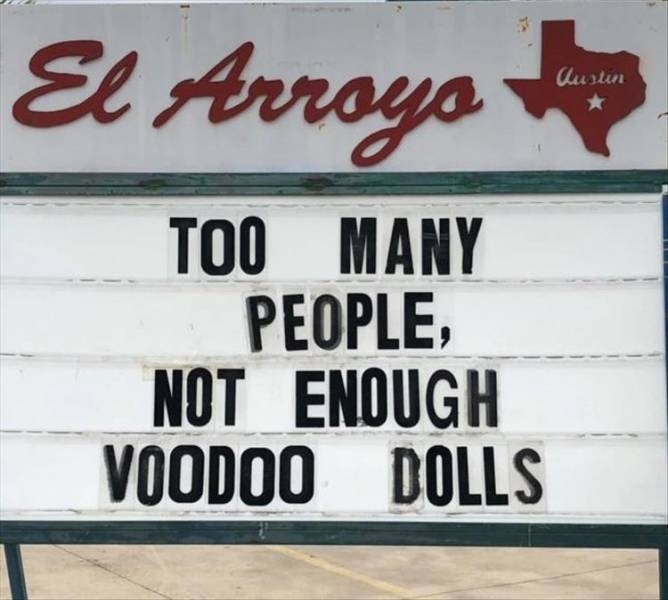 El Arroyo
Austin
TOO MANY
PEOPLE,
NOT ENOUGH
VOODOO DOLLS